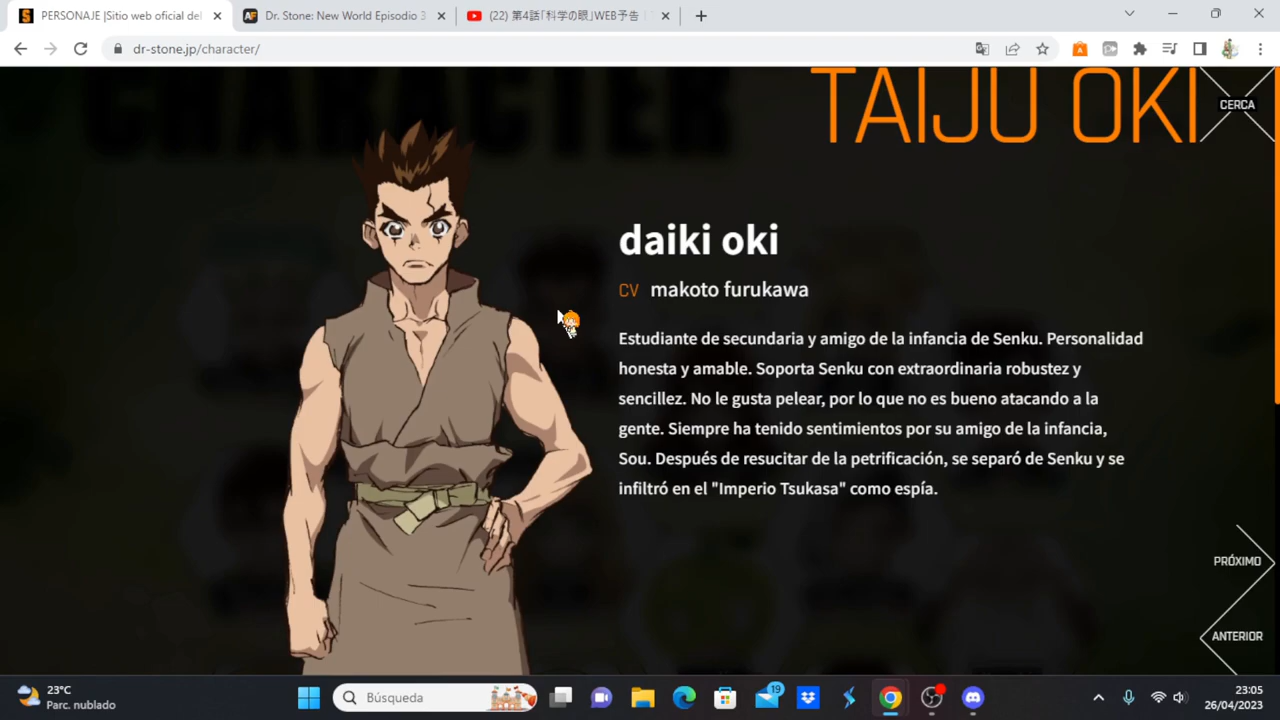 PERSONAJE |Sitio web oficial del
Dr. Stone: New World Episodio 3
(22) 第4話「科学の眼」WEB予告
dr-stone.jp/character/
CHARACTER
TAIJU OKI
CERCA
daiki oki
CV makoto furukawa
Estudiante de secundaria y amigo de la infancia de Senku. Personalidad
honesta y amable. Soporta Senku con extraordinaria robustez y
sencillez. No le gusta pelear, por lo que no es bueno atacando a la
gente. Siempre ha tenido sentimientos por su amigo de la infancia,
Sou. Después de resucitar de la petrificación, se separó de Senku y se
infiltró en el "Imperio Tsukasa" como espía.
PRÓXIMO
ANTERIOR
23°C
Parc. nublado
Búsqueda
19
23:05
26/04/2023